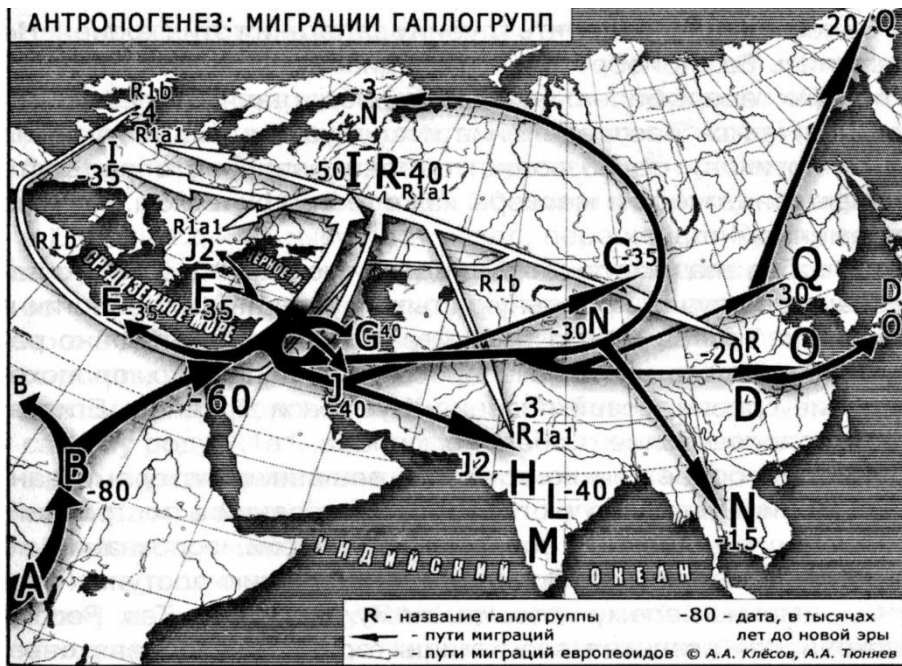 АНТРОПОГЕНЕЗ: МИГРАЦИИ ГАПЛОГРУПП
-20 Q
R1b
-4
-3
N
R1a1
I
-35
-50 I R -40
R1a1
R1a1
J2
R1b
СРЕДИЗЕМНОЕ МОРЕ
ЧЕРНОЕ М.
F
-35
E -35
G 40
R1b
C -35
-30 N
Q
-30
D
O
R
-20
O
D
J
-40
-60
B
B
-80
A
-3
R1a1
J2
H
L -40
M
N
-15
ИНДИЙСКИЙ ОКЕАН
R - название гаплогруппы
-80 - дата, в тысячах
лет до новой эры
- пути миграций
- пути миграций европеоидов © А.А. Клёсов, А.А. Тюняев